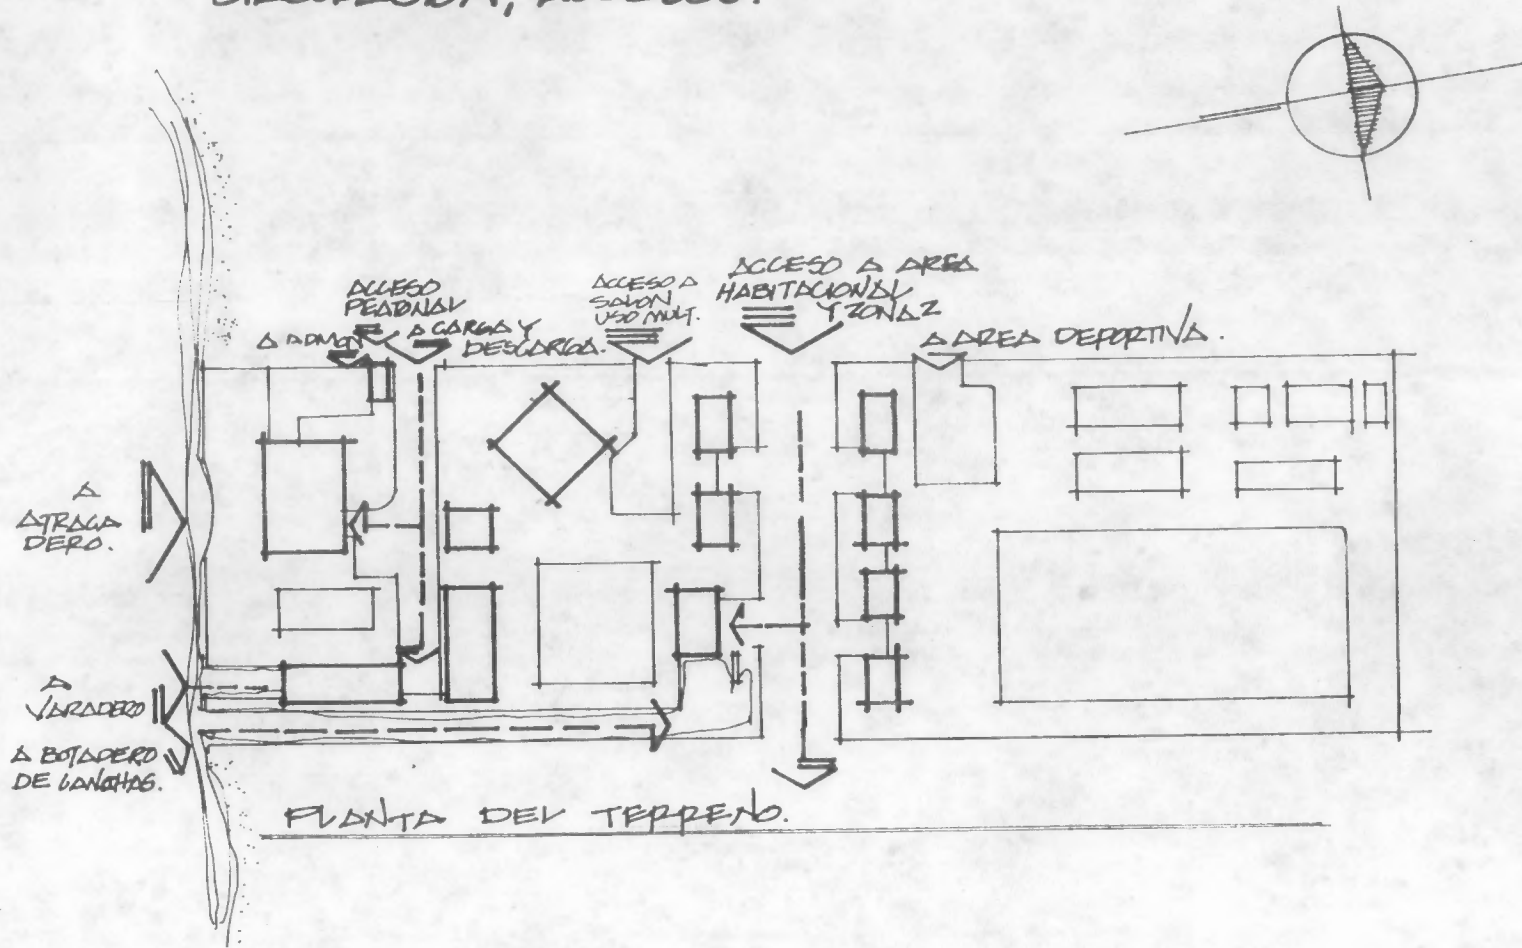 ACCESO
PEATONAL
A ADMON
A CARGA Y
DESCARGA.
ACCESO A
SALON
USO MULT.
ACCESO A AREA
HABITACIONAL
Y ZONA 2
A AREA DEPORTIVA.
A
ATRACA
DERO.
A
VARADERO
A BOTADERO
DE LANCHAS.
PLANTA DEL TERRENO.